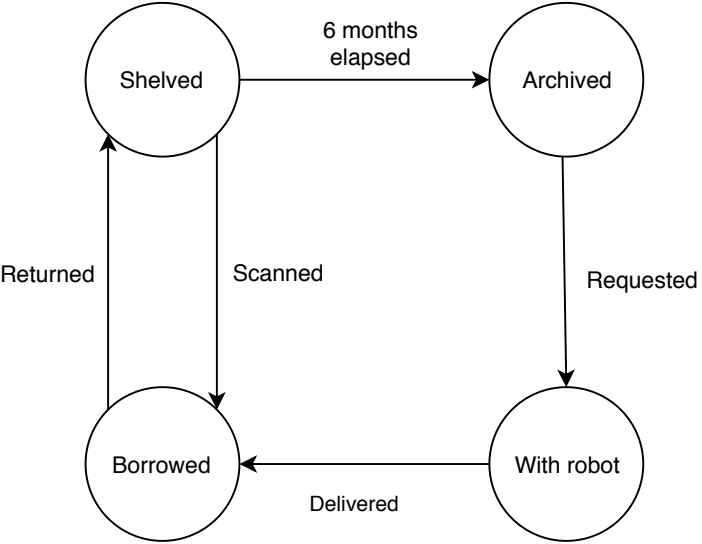 6 months
elapsed
Shelved
Archived
Returned
Scanned
Requested
Borrowed
With robot
Delivered